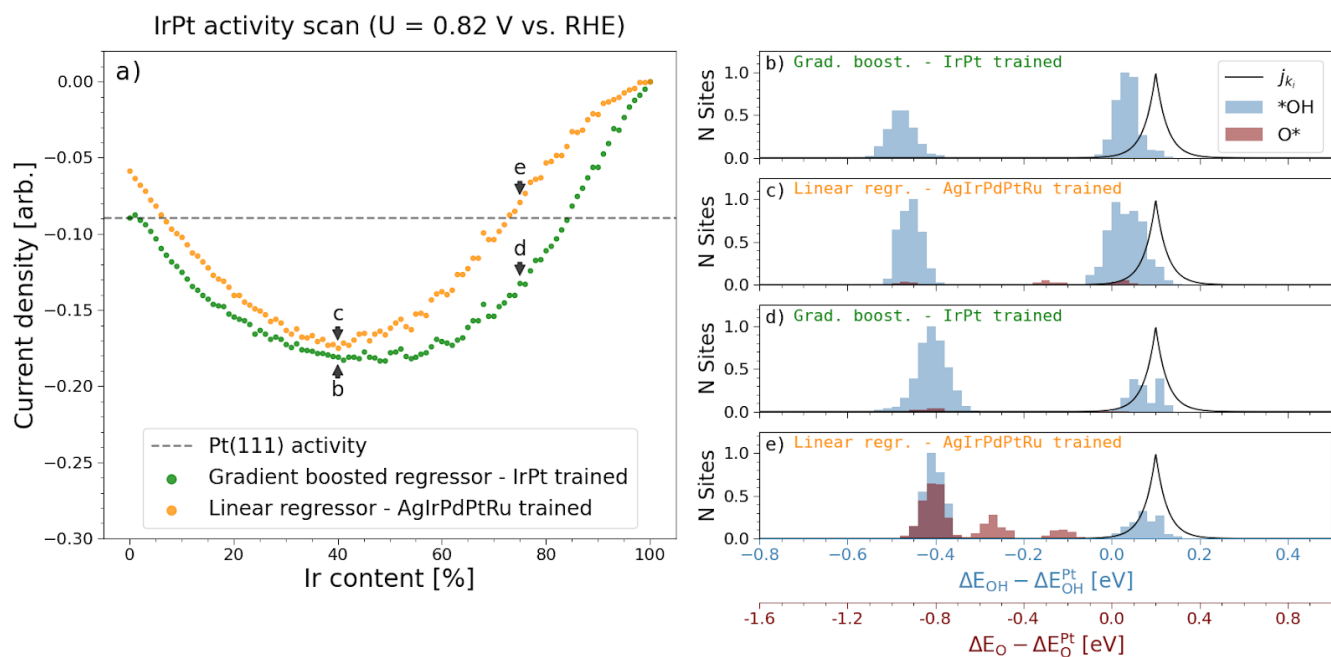 IrPt activity scan (U = 0.82 V vs. RHE)
a)
0.00
−0.05
−0.10
−0.15
−0.20
−0.25
−0.30
Current density [arb.]
e
d
c
b
Pt(111) activity
Gradient boosted regressor - IrPt trained
Linear regressor - AgIrPdPtRu trained
0 20 40 60 80 100
Ir content [%]
b) Grad. boost. - IrPt trained
N Sites
1.0
0.5
0.0
j_{k_i}
*OH
O*
c) Linear regr. - AgIrPdPtRu trained
N Sites
1.0
0.5
0.0
d) Grad. boost. - IrPt trained
N Sites
1.0
0.5
0.0
e) Linear regr. - AgIrPdPtRu trained
N Sites
1.0
0.5
0.0
−0.8 −0.6 −0.4 −0.2 0.0 0.2 0.4
ΔE_{OH} − ΔE_{OH}^{Pt} [eV]
-1.6 -1.2 -0.8 -0.4 0.0 0.4 0.8
ΔE_{O} − ΔE_{O}^{Pt} [eV]